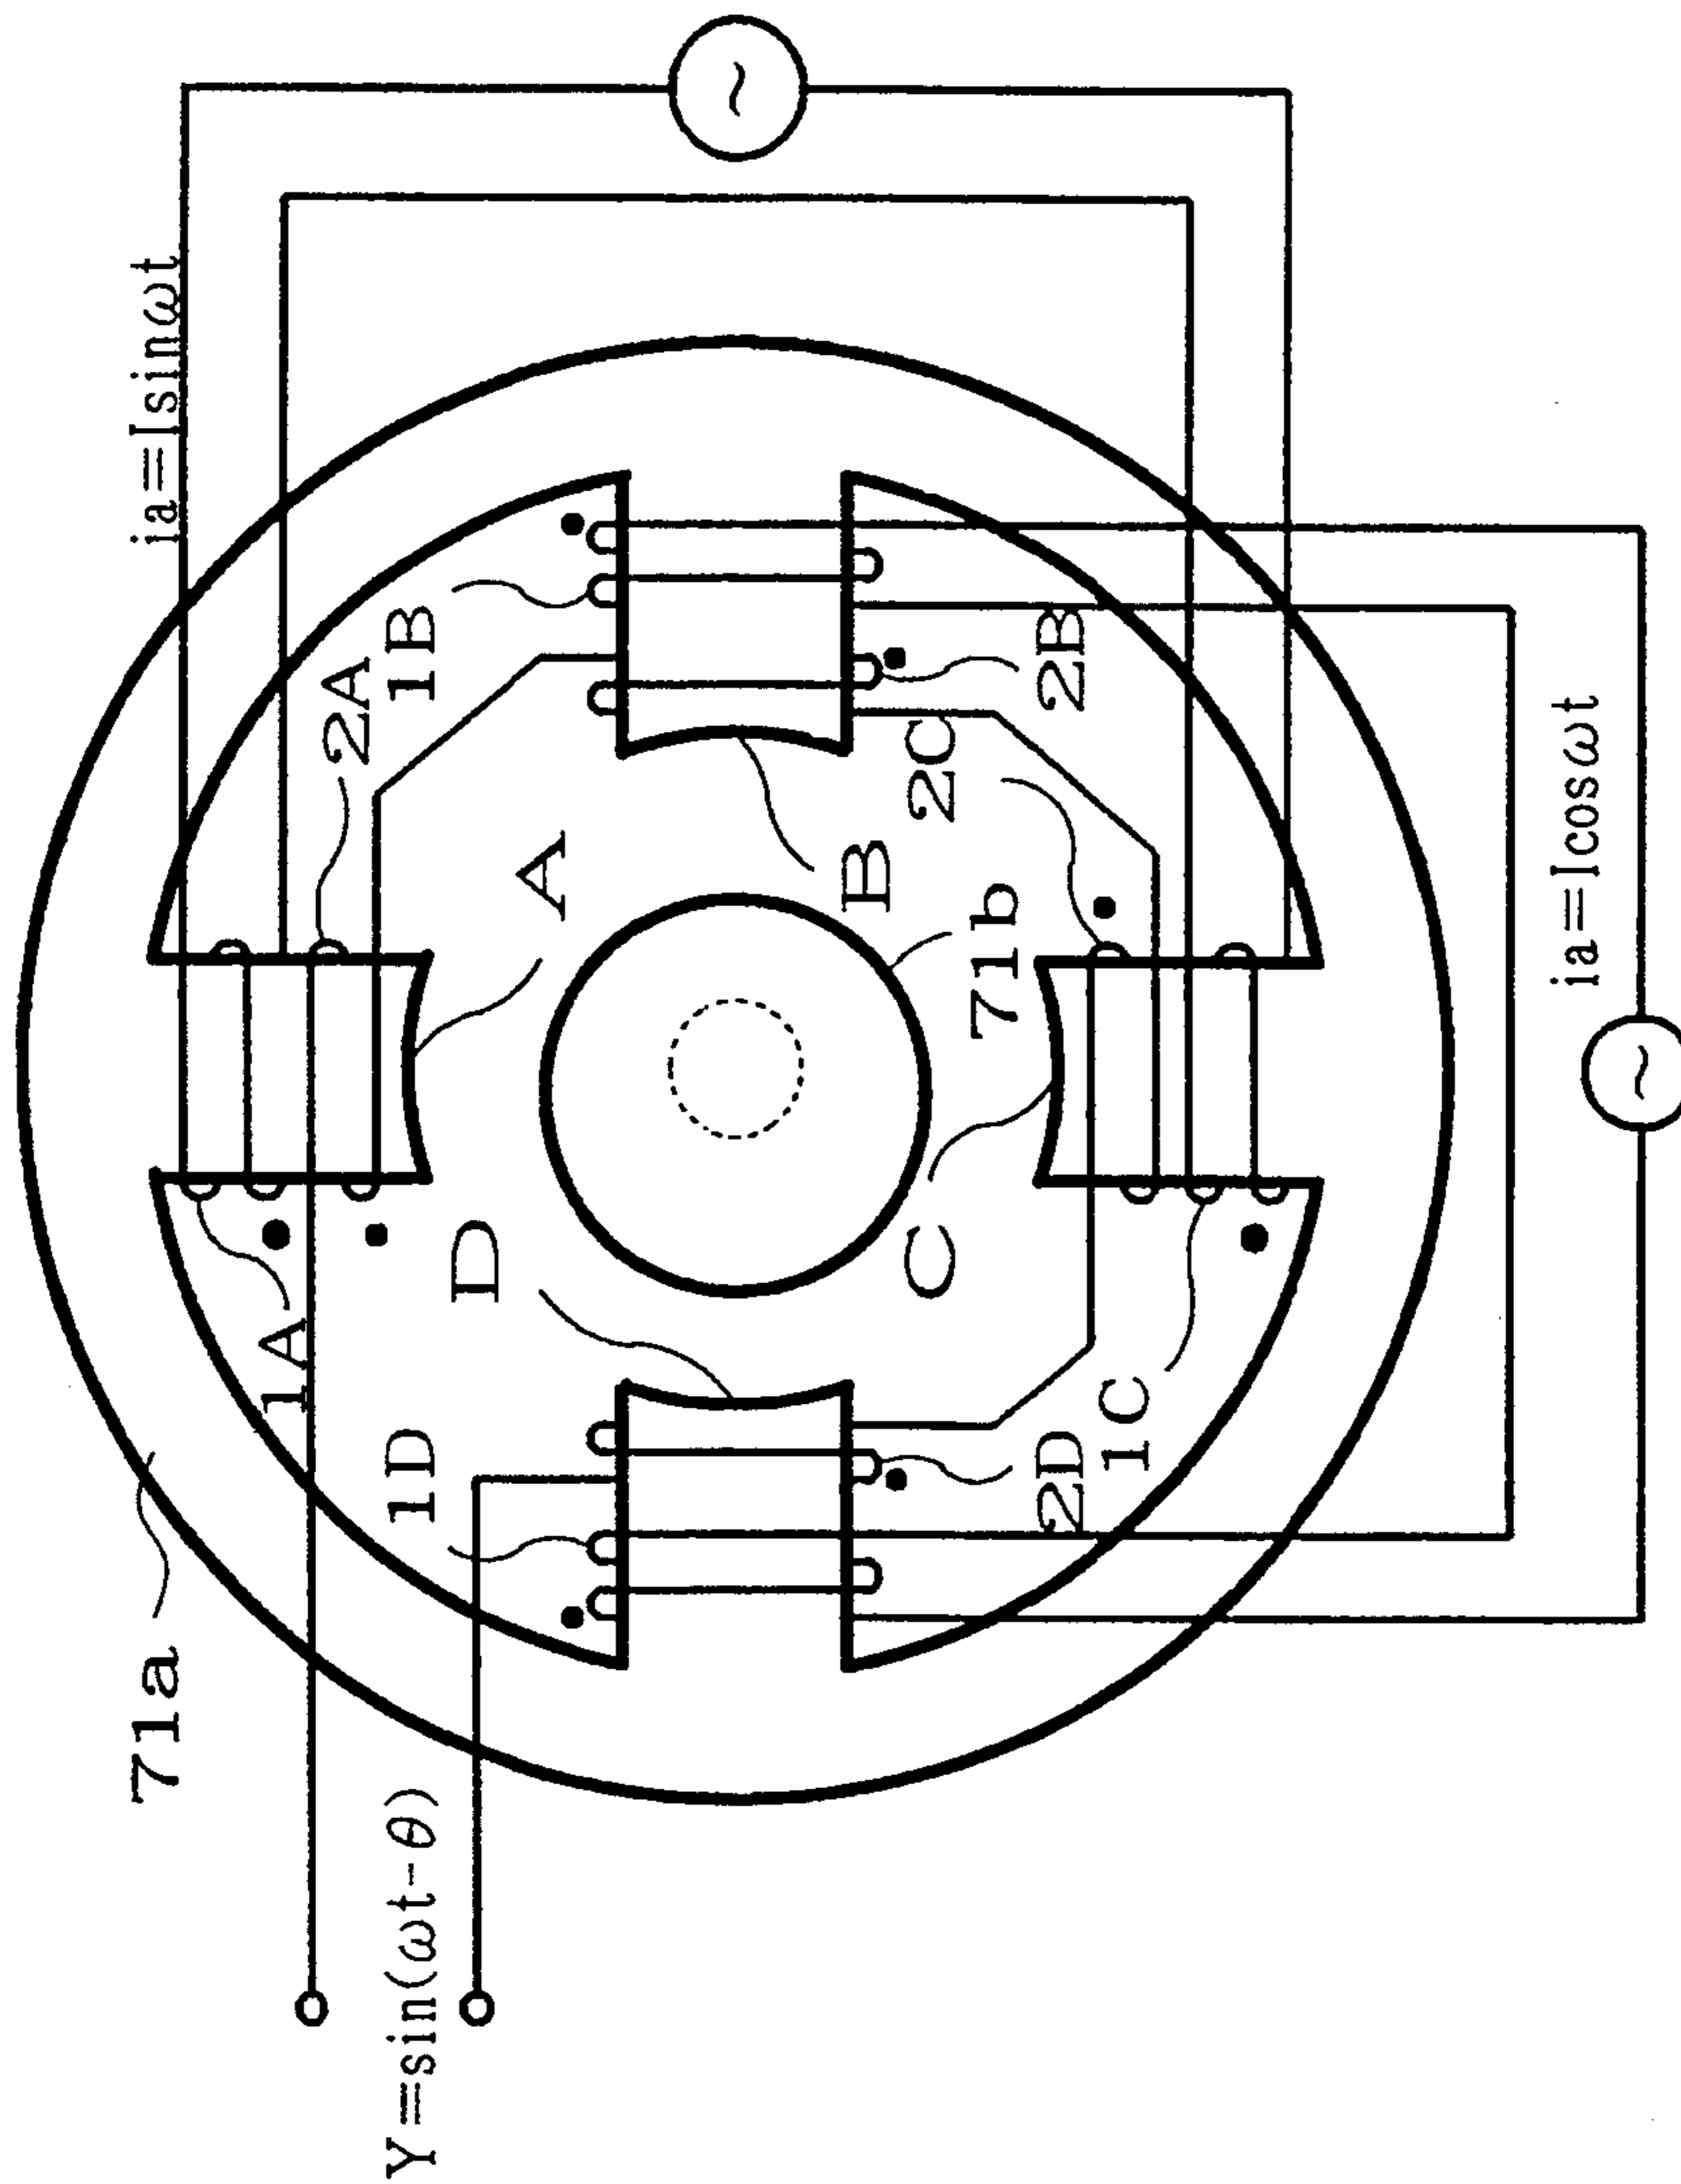 ia=Isinωt
1B
2A
2B
2C
A
B
71b
D
C
1A
1D
2D
1C
71a
ia=Icosωt
Y=sin(ωt-θ)
~
~